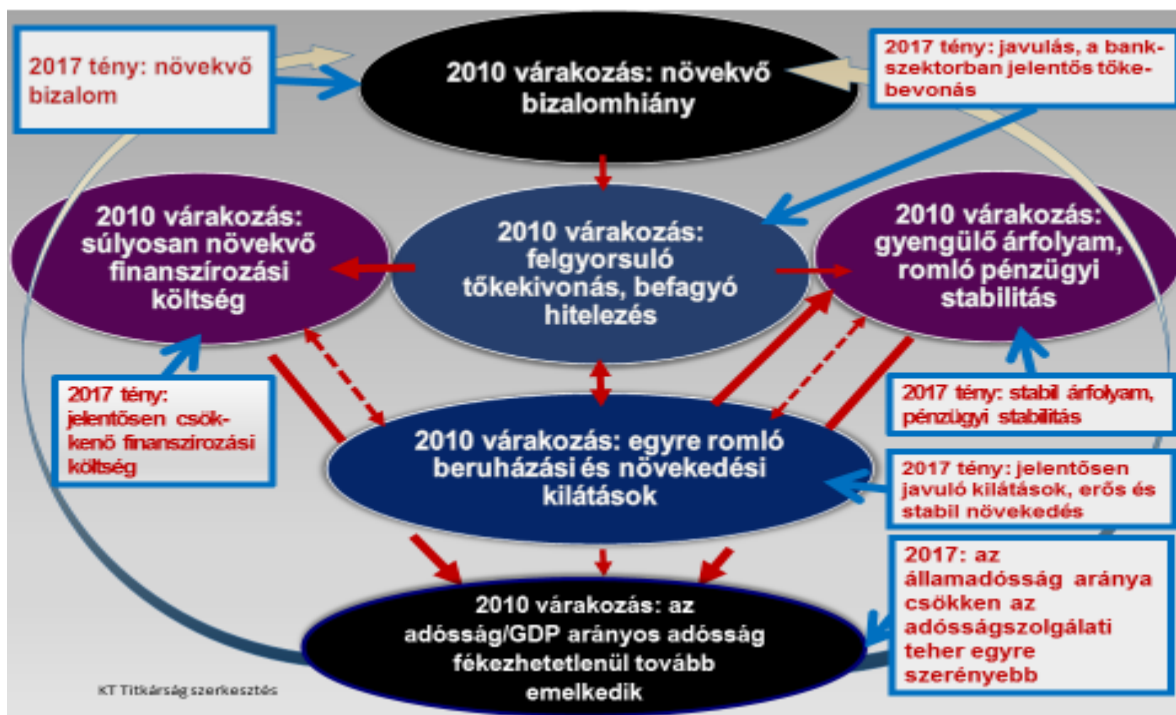 2017 tény: növekvő
bizalom
2010 várakozás: növekvő
bizalomhiány
2017 tény: javulás, a bank-
szektorban jelentős tőke-
bevonás
2010 várakozás:
súlyosan növekvő
finanszírozási
költség
2010 várakozás:
felgyorsuló
tőkekivonás, befagyó
hitelezés
2010 várakozás:
gyengülő árfolyam,
romló pénzügyi
stabilitás
2017 tény:
jelentősen csök-
kenő finanszírozási
költség
2017 tény: stabil árfolyam,
pénzügyi stabilitás
2010 várakozás: egyre romló
beruházási és növekedési
kilátások
2017 tény: jelentősen
javuló kilátások, erős és
stabil növekedés
2017: az
államadósság aránya
csökken az
adósságszolgálati
teher egyre
szerényebb
2010 várakozás: az
adósság/GDP arányos adósság
fékezhetetlenül tovább
emelkedik
KT Titkárság szerkesztés